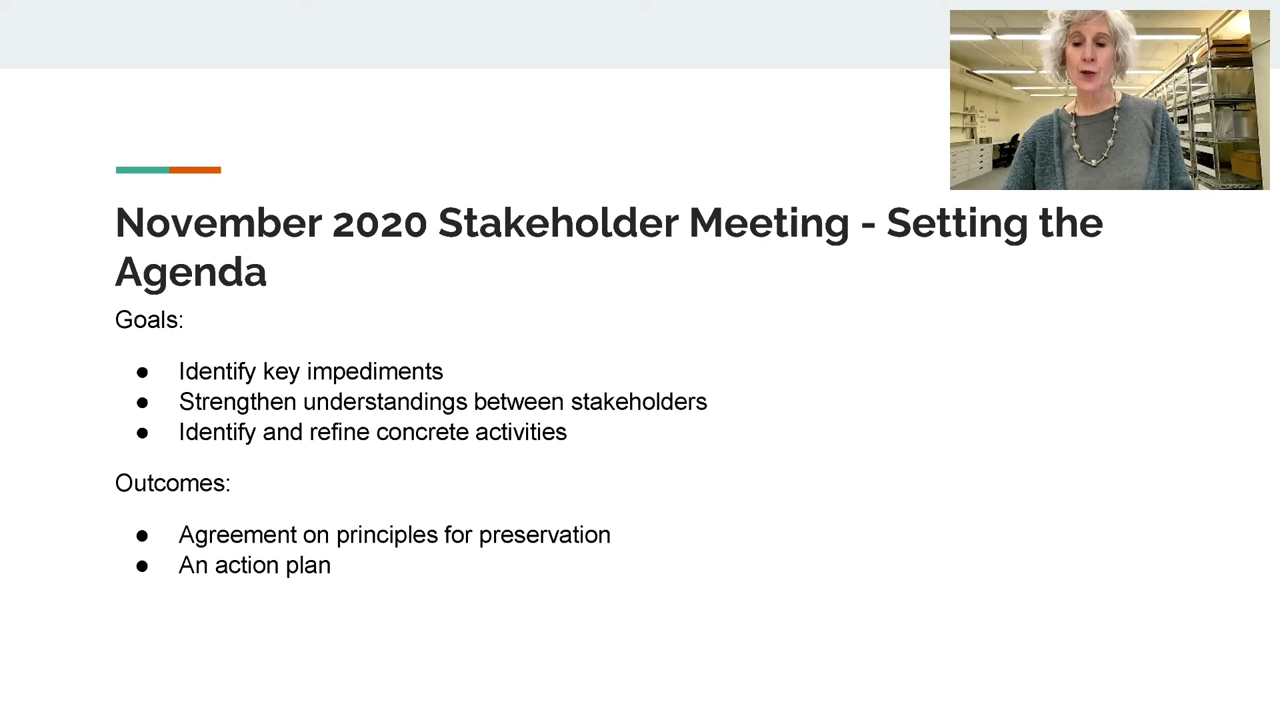 November 2020 Stakeholder Meeting - Setting the
Agenda
Goals:
● Identify key impediments
● Strengthen understandings between stakeholders
● Identify and refine concrete activities
Outcomes:
● Agreement on principles for preservation
● An action plan